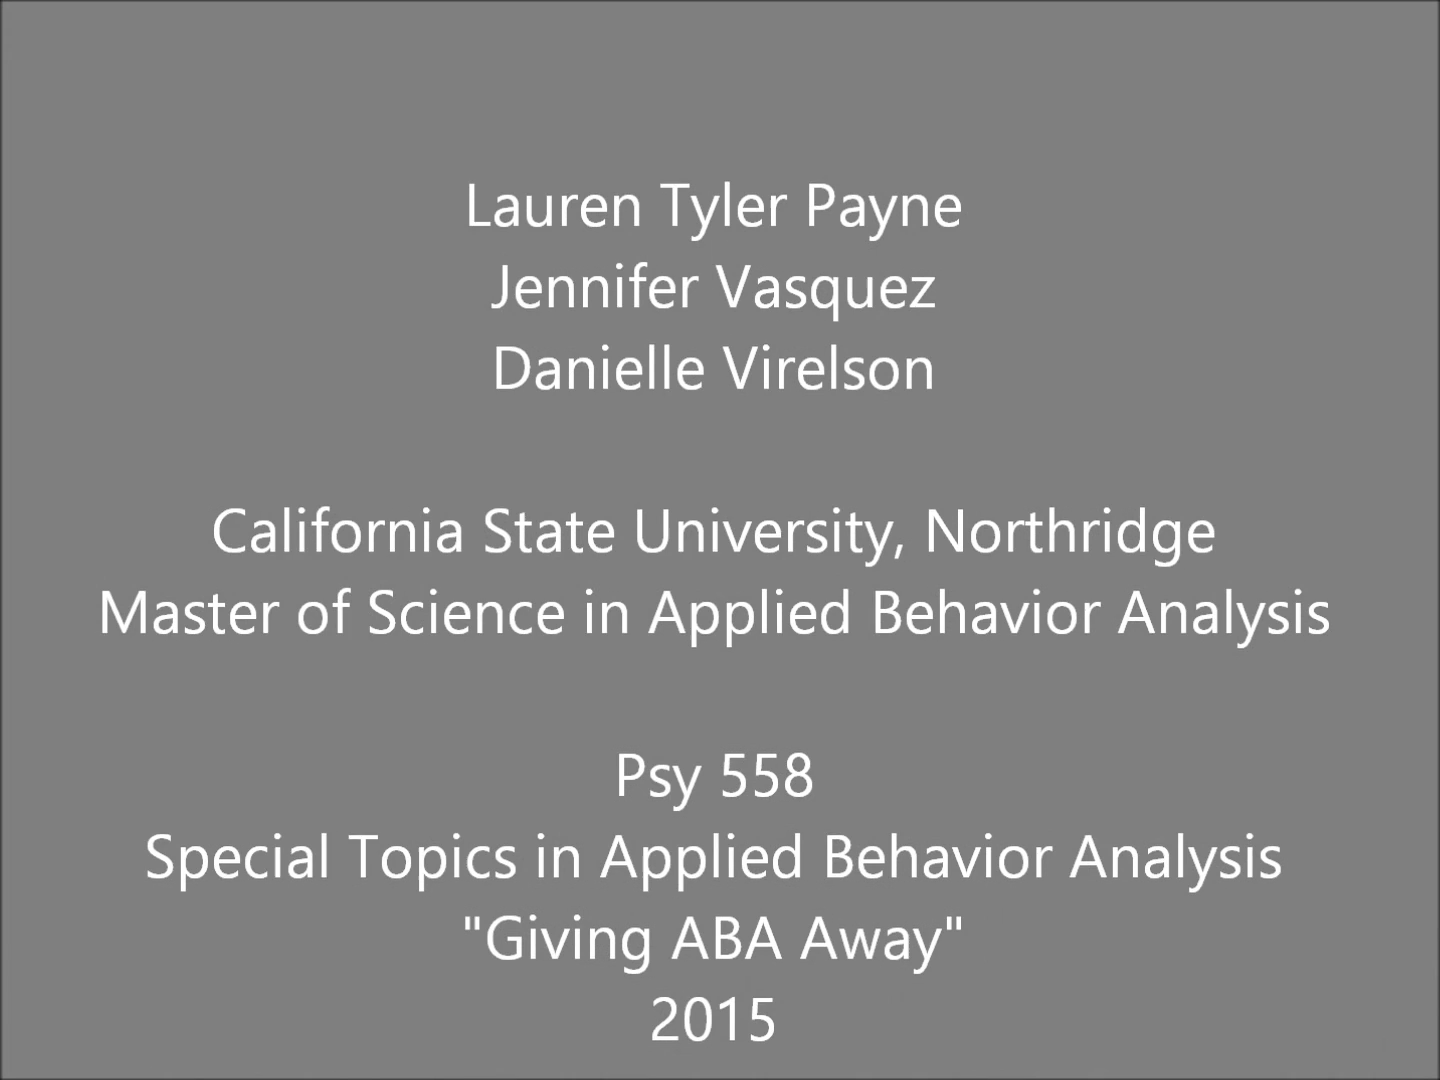 Lauren Tyler Payne
Jennifer Vasquez
Danielle Virelson
California State University, Northridge
Master of Science in Applied Behavior Analysis
Psy 558
Special Topics in Applied Behavior Analysis
"Giving ABA Away"
2015